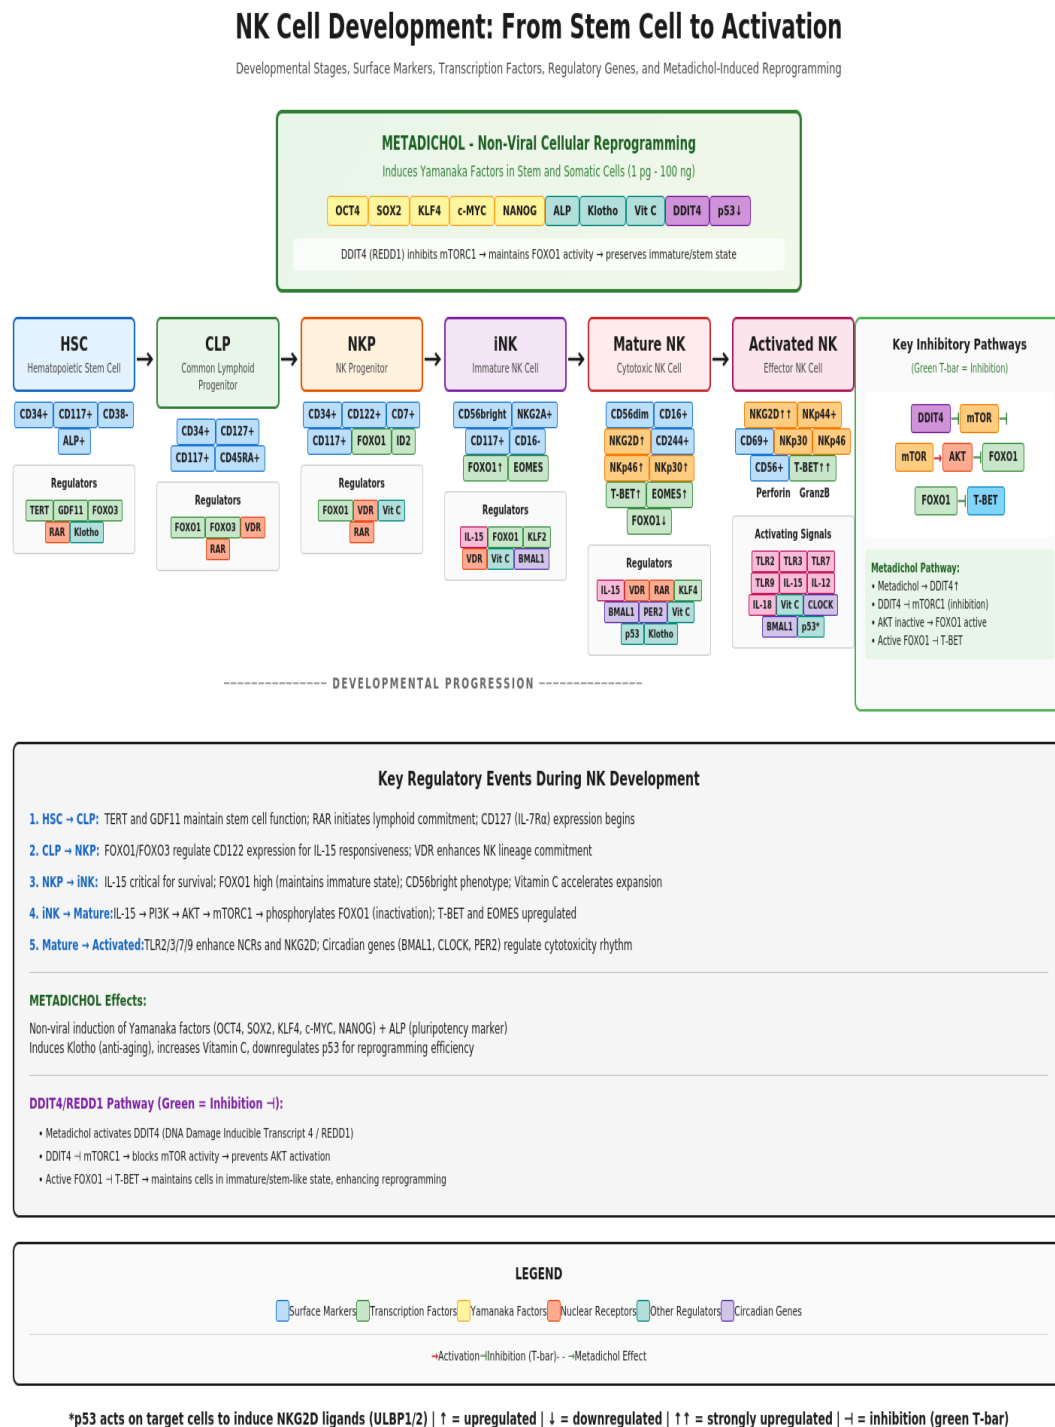 NK Cell Development: From Stem Cell to Activation
Developmental Stages, Surface Markers, Transcription Factors, Regulatory Genes, and Metadichol-Induced Reprogramming
METADICHOL - Non-Viral Cellular Reprogramming
Induces Yamanaka Factors in Stem and Somatic Cells (1 pg - 100 ng)
OCT4 SOX2 KLF4 c-MYC NANOG ALP Klotho Vit C DDIT4 p53↓
DDIT4 (REDD1) inhibits mTORC1 → maintains FOXO1 activity → preserves immature/stem state
HSC
Hematopoietic Stem Cell
CD34+ CD117+ CD38-
ALP+
Regulators
TERT GDF11 FOXO3
RAR Klotho
→
CLP
Common Lymphoid
Progenitor
CD34+ CD127+
CD117+ CD45RA+
Regulators
FOXO1 FOXO3 VDR
RAR
→
NKP
NK Progenitor
CD34+ CD122+ CD7+
CD117+ FOXO1 ID2
Regulators
FOXO1 VDR Vit C
RAR
→
iNK
Immature NK Cell
CD56bright NKG2A+
CD117+ CD16-
FOXO1↑ EOMES
Regulators
IL-15 FOXO1 KLF2
VDR Vit C BMAL1
→
Mature NK
Cytotoxic NK Cell
CD56dim CD16+
NKG2D↑ CD244+
NKp46↑ NKp30↑
T-BET↑ EOMES↑
FOXO1↓
Regulators
IL-15 VDR RAR KLF4
BMAL1 PER2 Vit C
p53 Klotho
→
Activated NK
Effector NK Cell
NKG2D↑↑ NKp44+
CD69+ NKp30 NKp46
CD56+ T-BET↑↑
Perforin GranzB
Activating Signals
TLR2 TLR3 TLR7
TLR9 IL-15 IL-12
IL-18 Vit C CLOCK
BMAL1 p53*
Key Inhibitory Pathways
(Green T-bar = Inhibition)
DDIT4 ⊣ mTOR ⊣
mTOR → AKT ⊣ FOXO1
FOXO1 ⊣ T-BET
Metadichol Pathway:
• Metadichol → DDIT4↑
• DDIT4 ⊣ mTORC1 (inhibition)
• AKT inactive → FOXO1 active
• Active FOXO1 ⊣ T-BET
─────────────── DEVELOPMENTAL PROGRESSION ───────────────
Key Regulatory Events During NK Development
1. HSC → CLP: TERT and GDF11 maintain stem cell function; RAR initiates lymphoid commitment; CD127 (IL-7Rα) expression begins
2. CLP → NKP: FOXO1/FOXO3 regulate CD122 expression for IL-15 responsiveness; VDR enhances NK lineage commitment
3. NKP → iNK: IL-15 critical for survival; FOXO1 high (maintains immature state); CD56bright phenotype; Vitamin C accelerates expansion
4. iNK → Mature:IL-15 → PI3K → AKT → mTORC1 → phosphorylates FOXO1 (inactivation); T-BET and EOMES upregulated
5. Mature → Activated:TLR2/3/7/9 enhance NCRs and NKG2D; Circadian genes (BMAL1, CLOCK, PER2) regulate cytotoxicity rhythm
METADICHOL Effects:
Non-viral induction of Yamanaka factors (OCT4, SOX2, KLF4, c-MYC, NANOG) + ALP (pluripotency marker)
Induces Klotho (anti-aging), increases Vitamin C, downregulates p53 for reprogramming efficiency
DDIT4/REDD1 Pathway (Green = Inhibition ⊣):
• Metadichol activates DDIT4 (DNA Damage Inducible Transcript 4 / REDD1)
• DDIT4 ⊣ mTORC1 → blocks mTOR activity → prevents AKT activation
• Active FOXO1 ⊣ T-BET → maintains cells in immature/stem-like state, enhancing reprogramming
LEGEND
Surface Markers Transcription Factors Yamanaka Factors Nuclear Receptors Other Regulators Circadian Genes
→Activation⊣Inhibition (T-bar)- - →Metadichol Effect
*p53 acts on target cells to induce NKG2D ligands (ULBP1/2) | ↑ = upregulated | ↓ = downregulated | ↑↑ = strongly upregulated | ⊣ = inhibition (green T-bar)